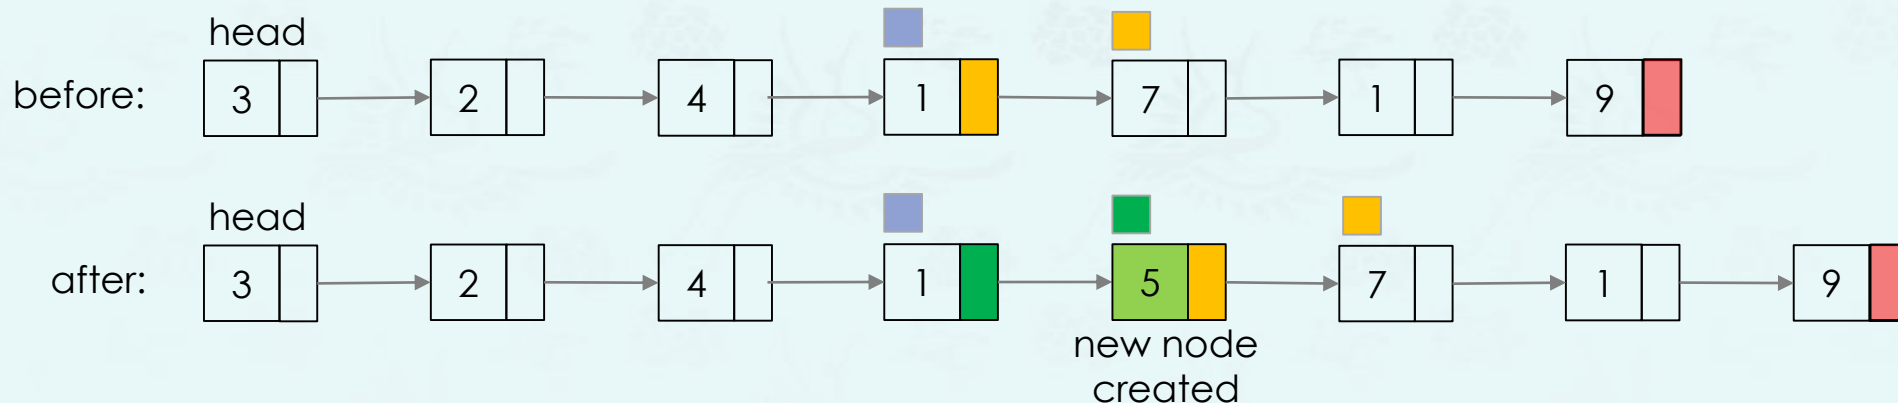 head
before: 3 2 4 1 7 1 9
head
after: 3 2 4 1 5 7 1 9
new node
created